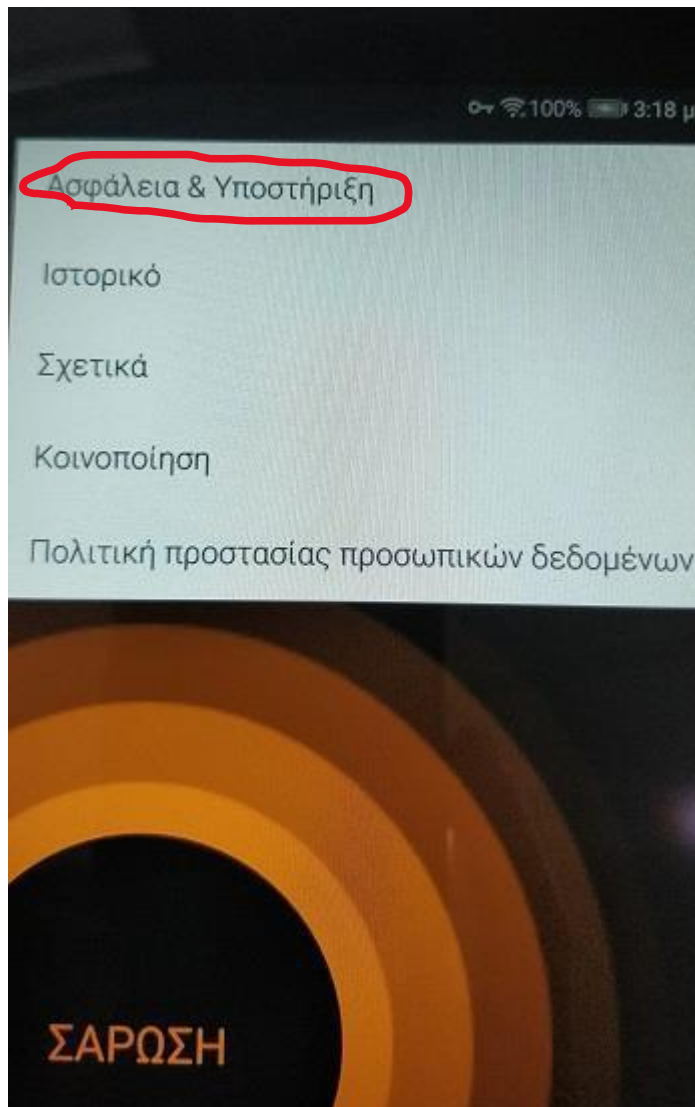 100% 3:18 μ
Ασφάλεια & Υποστήριξη
Ιστορικό
Σχετικά
Κοινοποίηση
Πολιτική προστασίας προσωπικών δεδομένων
ΣΑΡΩΣΗ